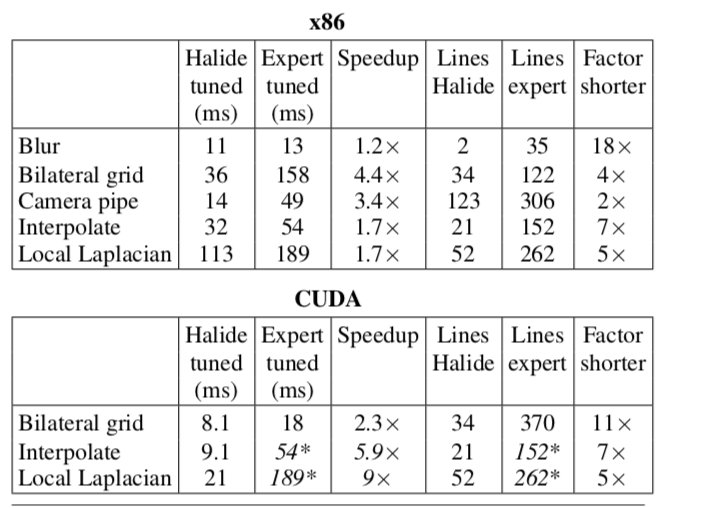 x86
Halide Expert Speedup Lines Lines Factor
tuned tuned Halide expert shorter
(ms) (ms)
Blur 11 13 1.2× 2 35 18×
Bilateral grid 36 158 4.4× 34 122 4×
Camera pipe 14 49 3.4× 123 306 2×
Interpolate 32 54 1.7× 21 152 7×
Local Laplacian 113 189 1.7× 52 262 5×
CUDA
Halide Expert Speedup Lines Lines Factor
tuned tuned Halide expert shorter
(ms) (ms)
Bilateral grid 8.1 18 2.3× 34 370 11×
Interpolate 9.1 54* 5.9× 21 152* 7×
Local Laplacian 21 189* 9× 52 262* 5×